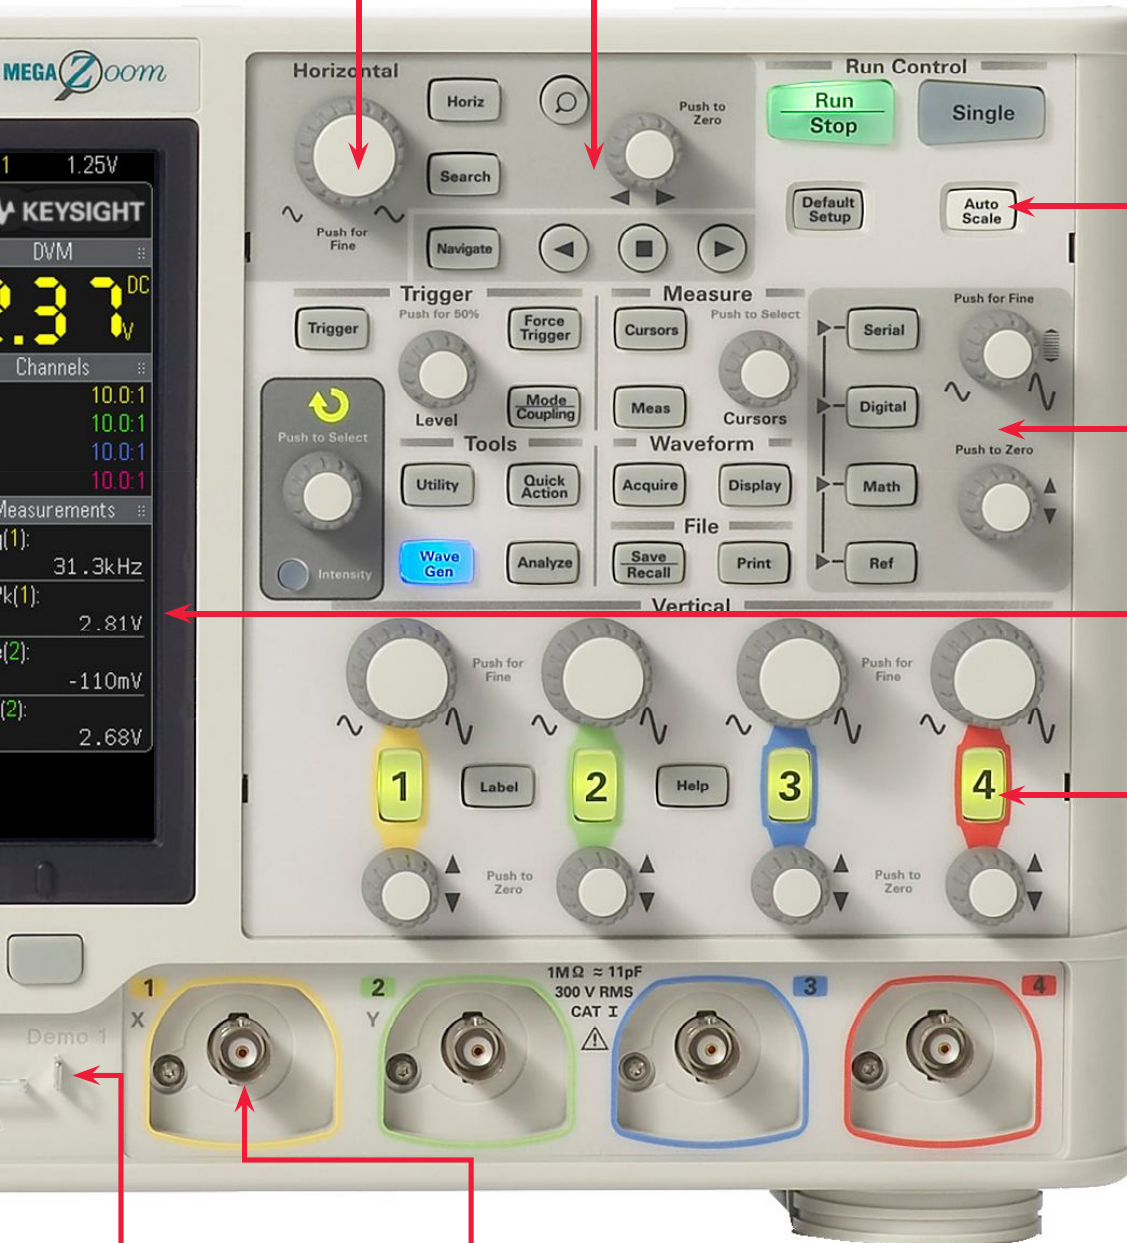 MEGA Zoom
1 1.25V
KEYSIGHT
DVM
.37 DC
V
Channels
10.0:1
10.0:1
10.0:1
10.0:1
Measurements
(1):
31.3kHz
Pk(1):
2.81V
(2):
-110mV
(2):
2.68V
Horizontal
Horiz
Search
Push for
Fine
Navigate
Push to
Zero
Run Control
Run
Stop
Single
Default
Setup
Auto
Scale
Trigger
Push for 50%
Trigger
Force
Trigger
Level
Mode
Coupling
Measure
Push to Select
Cursors
Meas
Cursors
Push for Fine
Serial
Digital
Push to Zero
Math
Ref
Push to Select
Intensity
Tools
Utility
Quick
Action
Wave
Gen
Analyze
Waveform
Acquire
Display
File
Save
Recall
Print
Vertical
Push for
Fine
Push for
Fine
1
Label
2
Help
3
4
Push to
Zero
Push to
Zero
1
X
2
Y
1MΩ ≈ 11pF
300 V RMS
CAT I
3
4
Demo 1